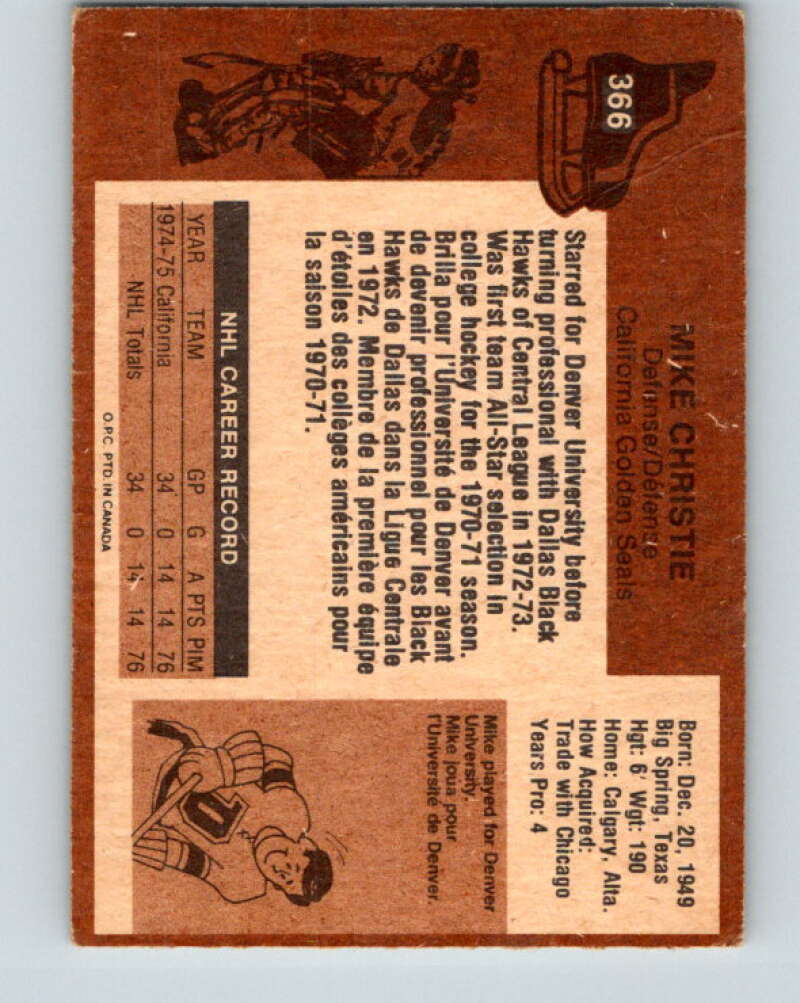 366
MIKE CHRISTIE
Defense/Défense
California Golden Seals
Born: Dec. 20, 1949
Big Spring, Texas
Hgt: 6' Wgt: 190
Home: Calgary, Alta.
How Acquired:
Trade with Chicago
Years Pro: 4
Starred for Denver University before
turning professional with Dallas Black
Hawks of Central League in 1972-73.
Was first team All-Star selection in
college hockey for the 1970-71 season.
Brilla pour l'Université de Denver avant
de devenir professionnel pour les Black
Hawks de Dallas dans la Ligue Centrale
en 1972. Membre de la première équipe
d'étoiles des collèges américains pour
la saison 1970-71.
NHL CAREER RECORD
YEAR TEAM GP G A PTS PIM
1974-75 California 34 0 14 14 76
NHL Totals 34 0 14 14 76
O.P.C. PTD. IN CANADA
Mike played for Denver
University.
Mike joua pour
l'Université de Denver.
D